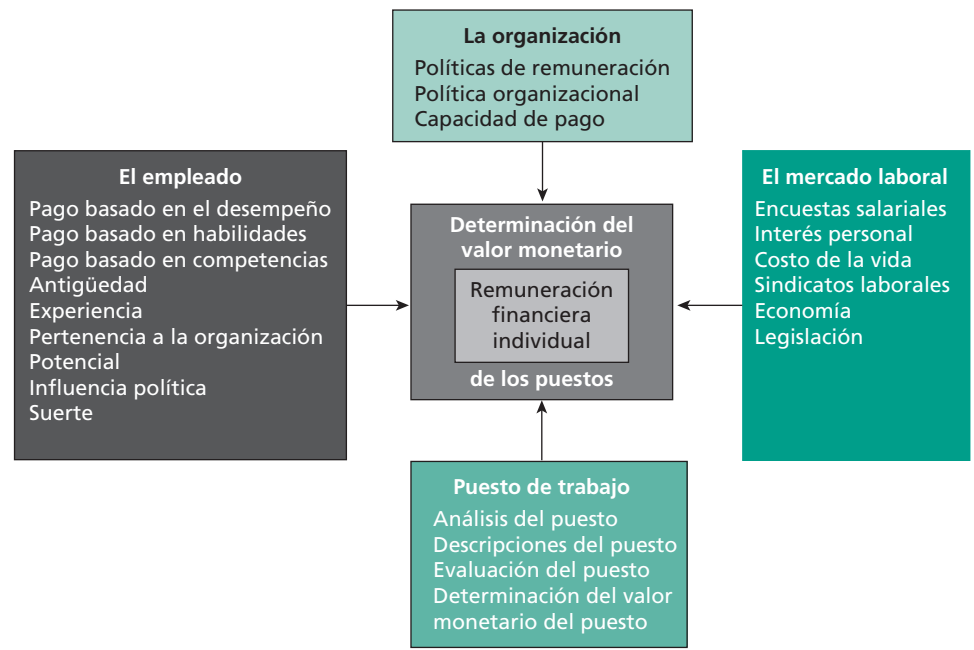 La organización
Políticas de remuneración
Política organizacional
Capacidad de pago
El empleado
Pago basado en el desempeño
Pago basado en habilidades
Pago basado en competencias
Antigüedad
Experiencia
Pertenencia a la organización
Potencial
Influencia política
Suerte
Determinación del
valor monetario
Remuneración
financiera
individual
de los puestos
El mercado laboral
Encuestas salariales
Interés personal
Costo de la vida
Sindicatos laborales
Economía
Legislación
Puesto de trabajo
Análisis del puesto
Descripciones del puesto
Evaluación del puesto
Determinación del valor
monetario del puesto